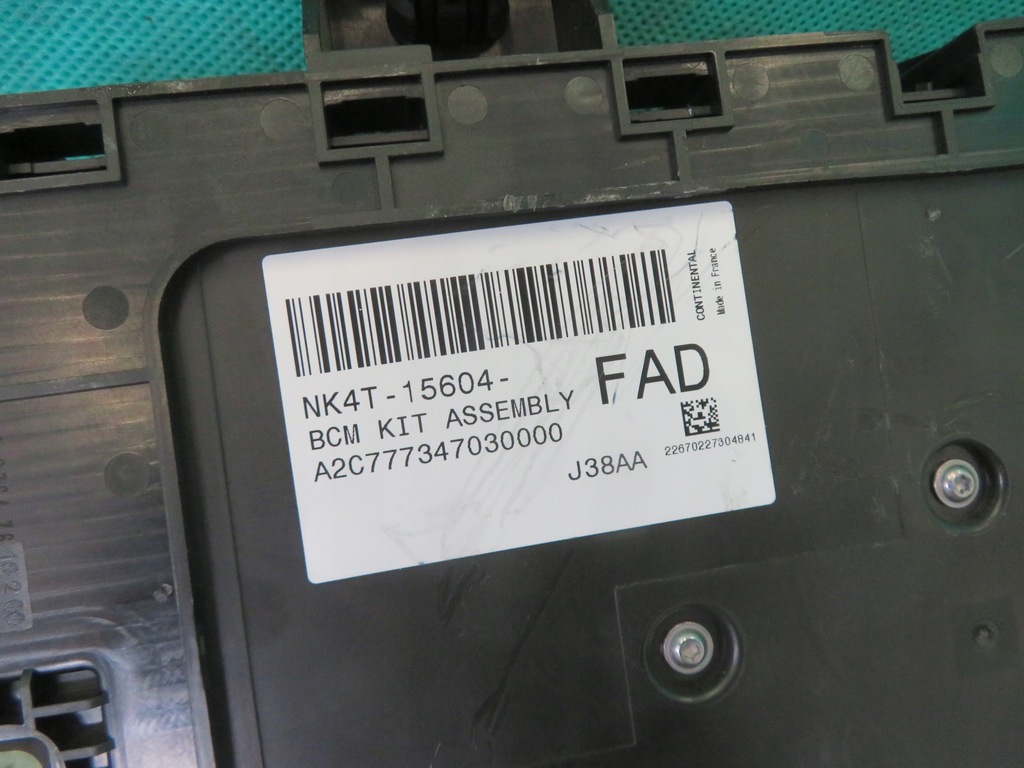 CONTINENTAL
Made in France
NK4T-15604-
FAD
BCM KIT ASSEMBLY
A2C777347030000
J38AA
22670227304841